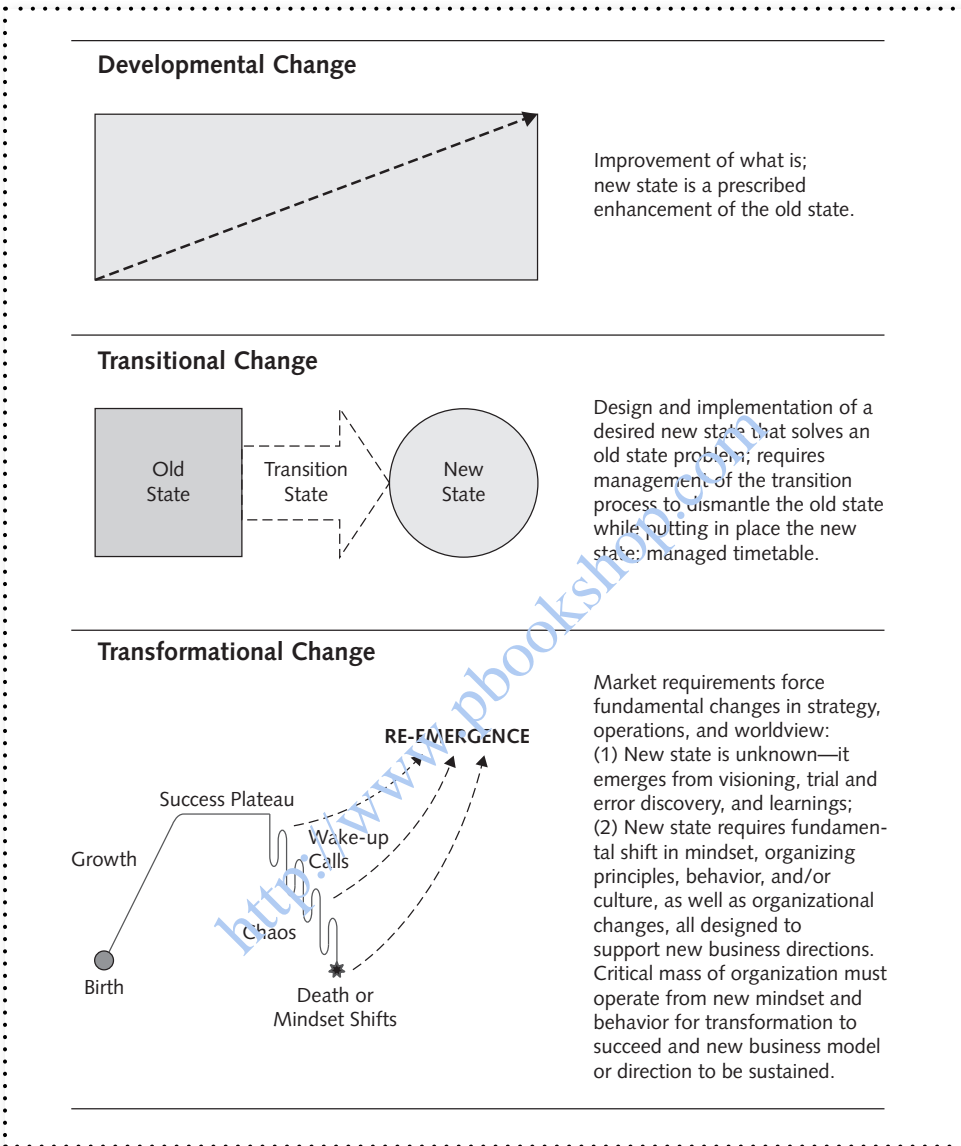 Developmental Change
Improvement of what is;
new state is a prescribed
enhancement of the old state.
Transitional Change
Old
State
Transition
State
New
State
Design and implementation of a
desired new state that solves an
old state problem; requires
management of the transition
process to dismantle the old state
while putting in place the new
state; managed timetable.
Transformational Change
RE-EMERGENCE
Success Plateau
Wake-up
Calls
Growth
Chaos
Birth
Death or
Mindset Shifts
Market requirements force
fundamental changes in strategy,
operations, and worldview:
(1) New state is unknown—it
emerges from visioning, trial and
error discovery, and learnings;
(2) New state requires fundamen-
tal shift in mindset, organizing
principles, behavior, and/or
culture, as well as organizational
changes, all designed to
support new business directions.
Critical mass of organization must
operate from new mindset and
behavior for transformation to
succeed and new business model
or direction to be sustained.
http://www.pbookshop.com